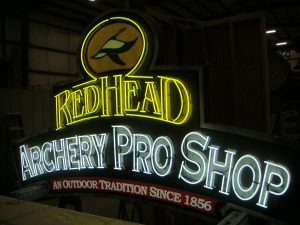 REDHEAD
ARCHERY PRO SHOP
AN OUTDOOR TRADITION SINCE 1856